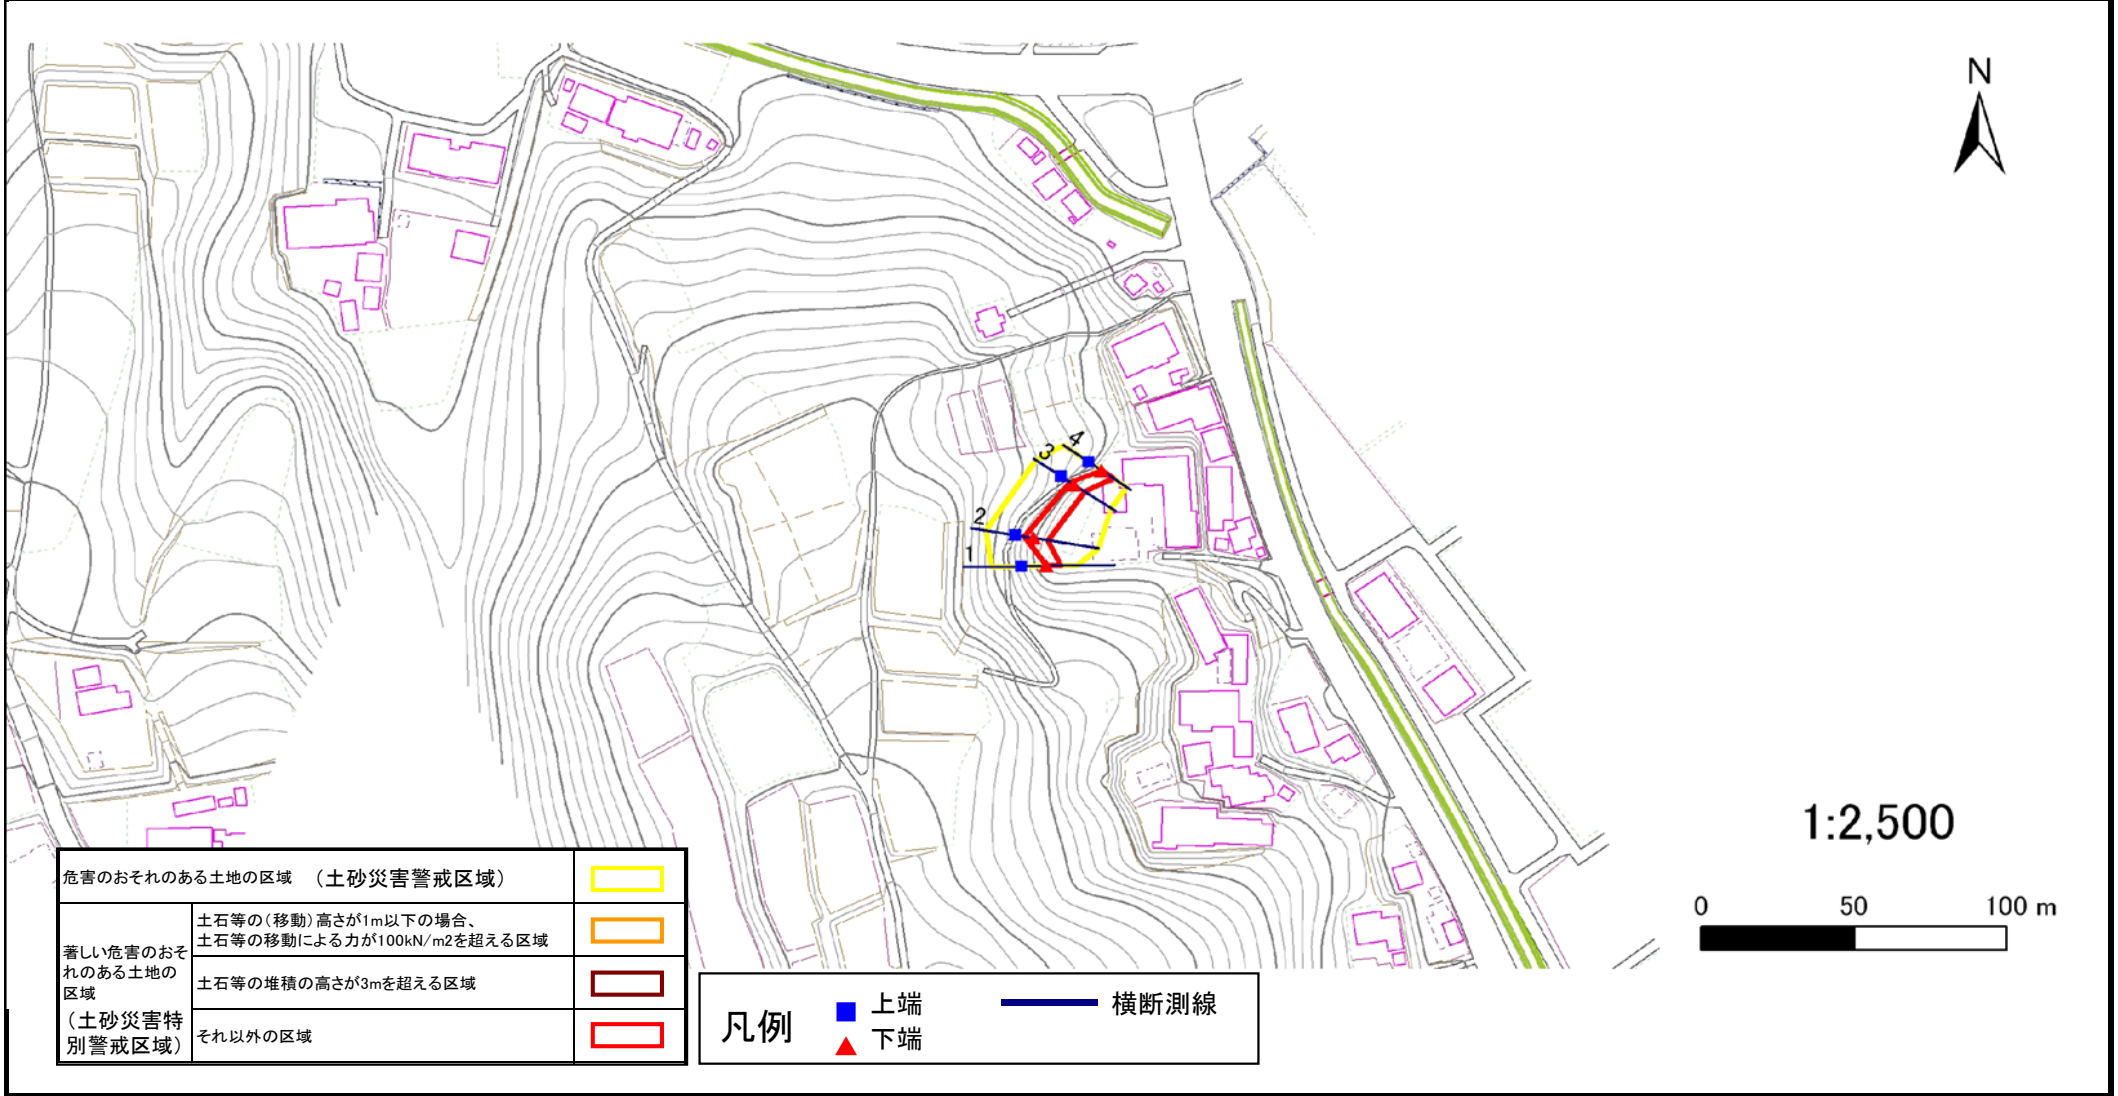 N
4
3
2
1
1:2,500
0 50 100 m
危害のおそれのある土地の区域 (土砂災害警戒区域)
著しい危害のおそ
れのある土地の
区域
(土砂災害特
別警戒区域)
土石等の(移動)高さが1m以下の場合、
土石等の移動による力が100kN/m2を超える区域
土石等の堆積の高さが3mを超える区域
それ以外の区域
凡例
上端
下端
横断測線